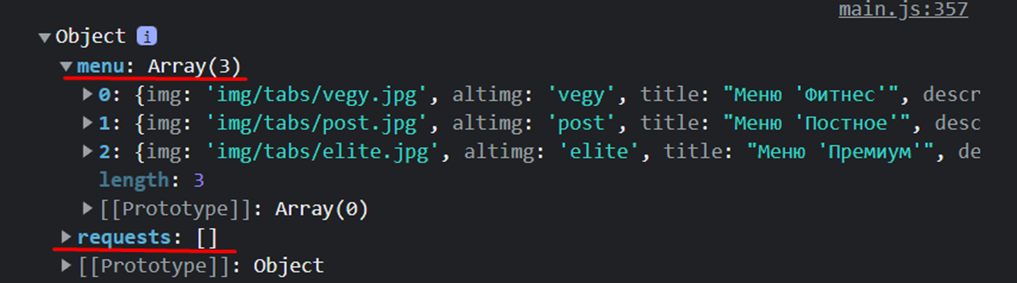 main.js:357
▼Object i
▼menu: Array(3)
▶0: {img: 'img/tabs/vegy.jpg', altimg: 'vegy', title: "Меню 'Фитнес'", descr
▶1: {img: 'img/tabs/post.jpg', altimg: 'post', title: "Меню 'Постное'", desc
▶2: {img: 'img/tabs/elite.jpg', altimg: 'elite', title: "Меню 'Премиум'", de
length: 3
▶[[Prototype]]: Array(0)
▶requests: []
▶[[Prototype]]: Object